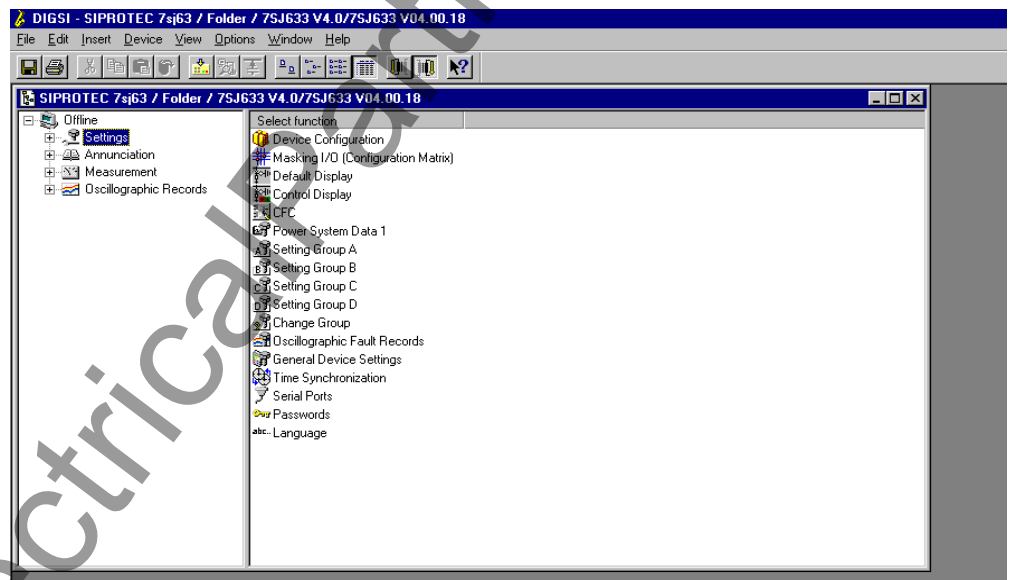 DIGSI - SIPROTEC 7sj63 / Folder / 7SJ633 V4.0/7SJ633 V04.00.18
File Edit Insert Device View Options Window Help
SIPROTEC 7sj63 / Folder / 7SJ633 V4.0/7SJ633 V04.00.18
Offline
Settings
Annunciation
Measurement
Oscillographic Records
Select function
Device Configuration
Masking I/O (Configuration Matrix)
Default Display
Control Display
CFC
Power System Data 1
Setting Group A
Setting Group B
Setting Group C
Setting Group D
Change Group
Oscillographic Fault Records
General Device Settings
Time Synchronization
Serial Ports
Passwords
abc.. Language
ctricalParti